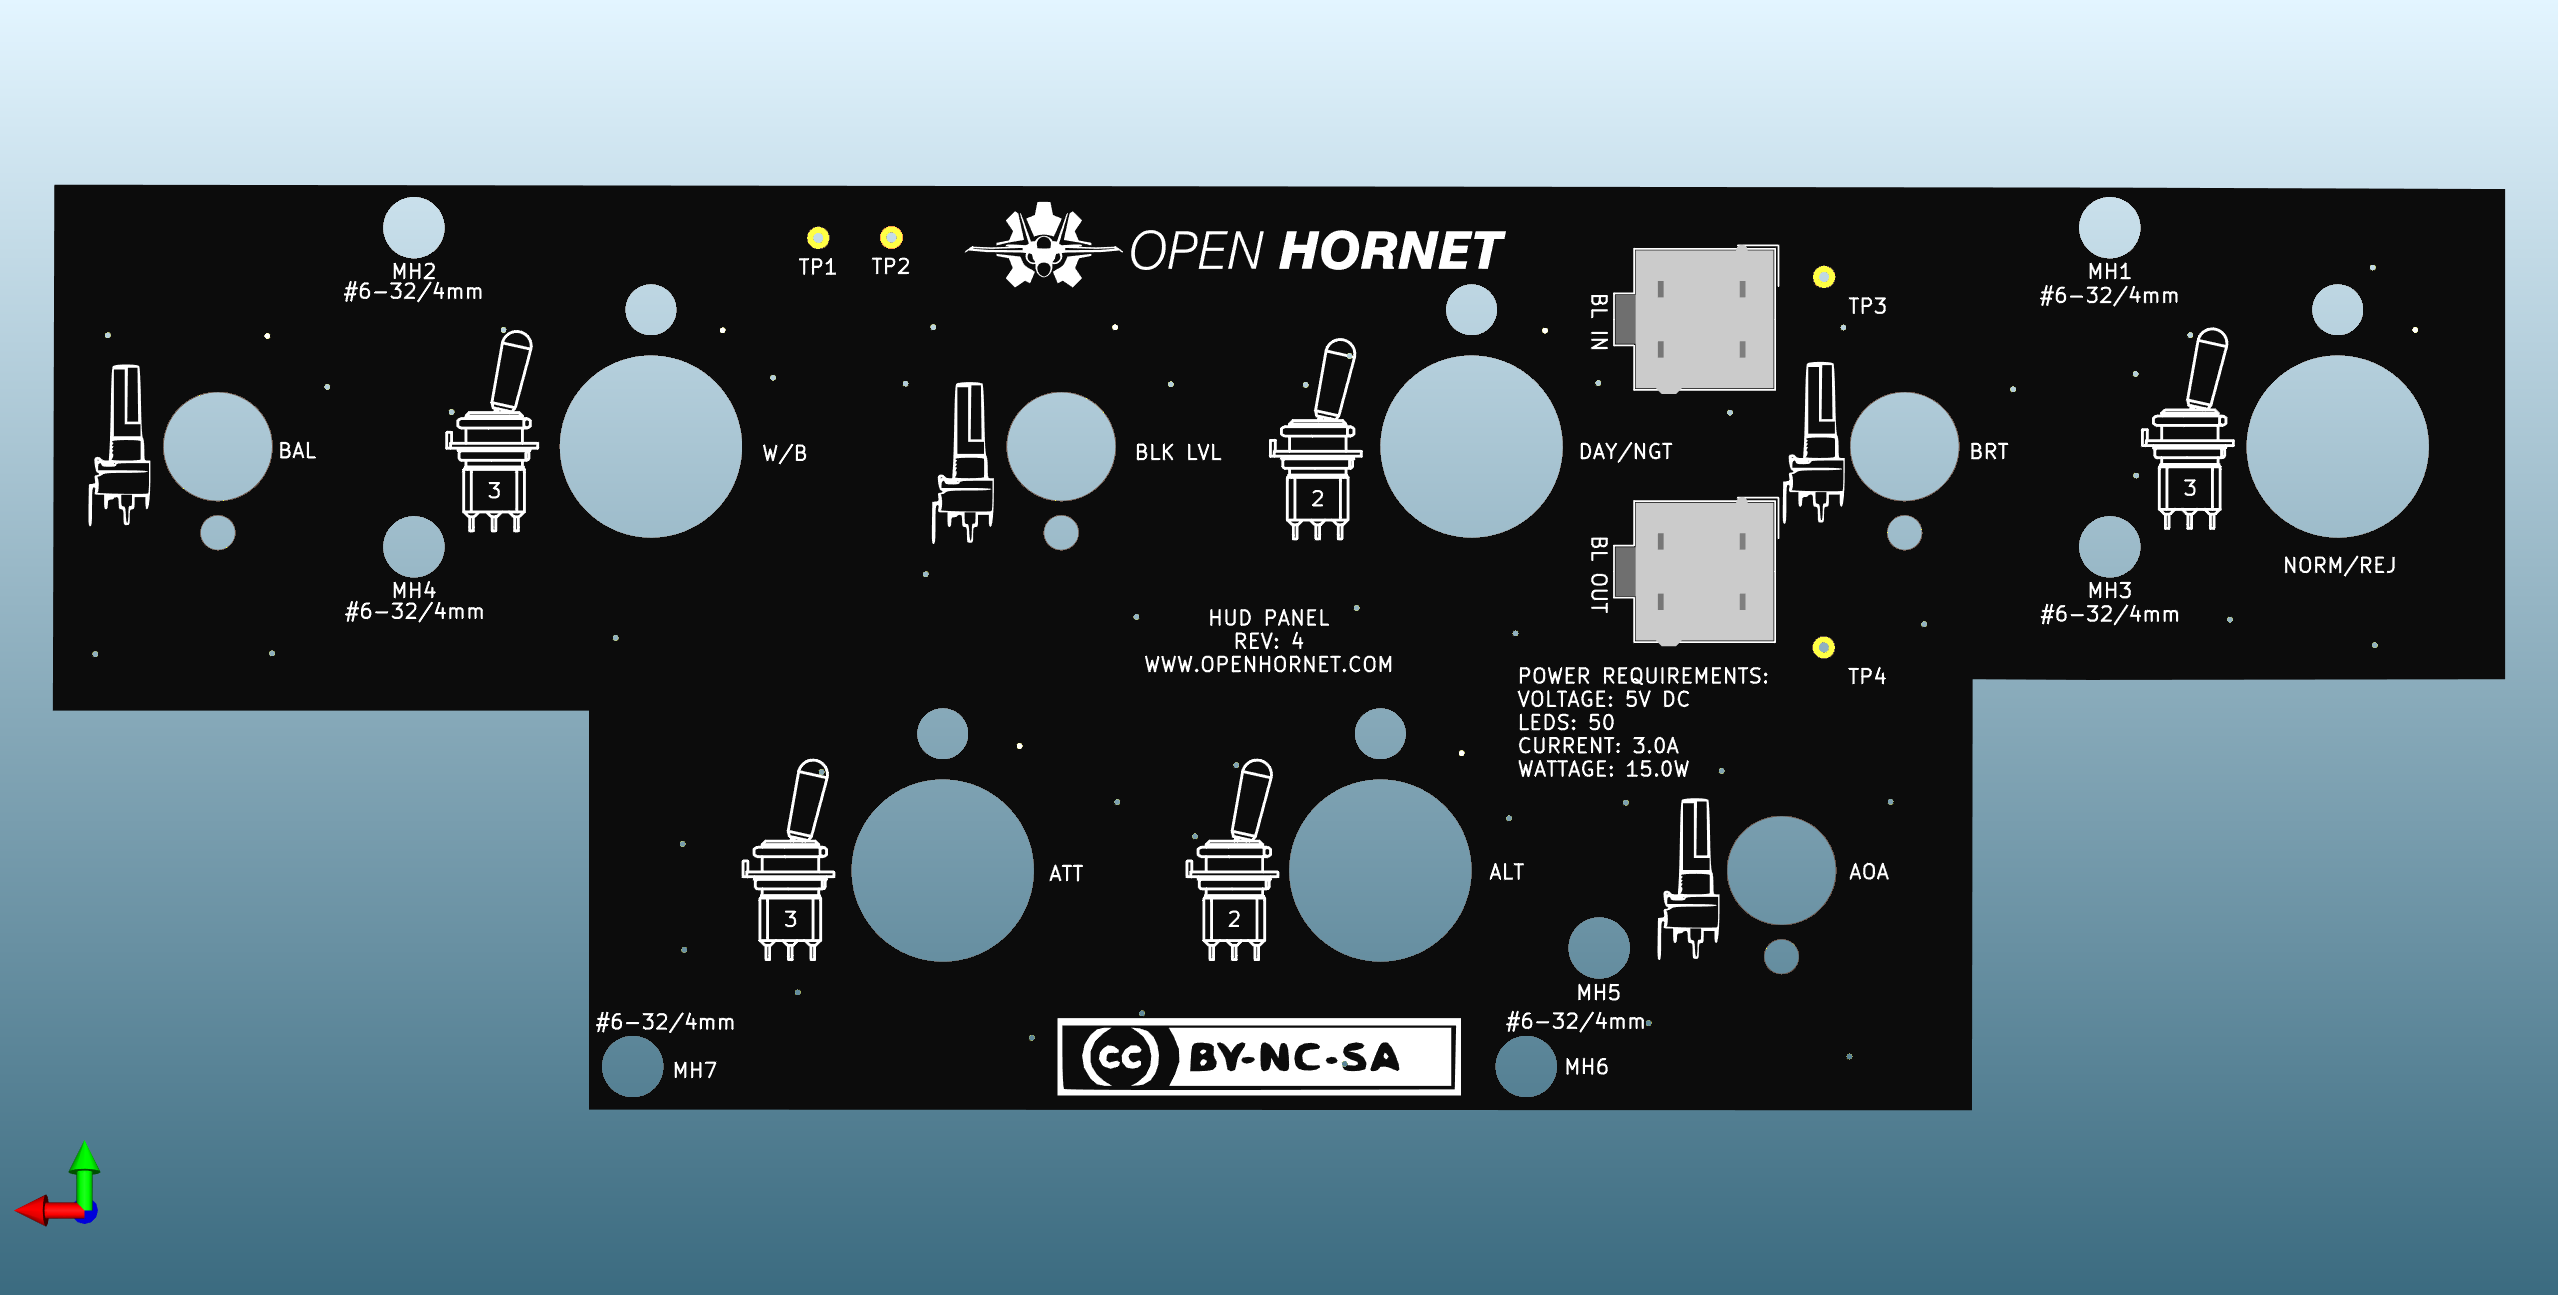 OPEN HORNET
TP1
TP2
MH2
#6-32/4mm
MH1
#6-32/4mm
BL IN
TP3
BAL
3
W/B
BLK LVL
2
DAY/NGT
BRT
3
NORM/REJ
MH4
#6-32/4mm
BL OUT
MH3
#6-32/4mm
HUD PANEL
REV: 4
WWW.OPENHORNET.COM
POWER REQUIREMENTS:
VOLTAGE: 5V DC
LEDS: 50
CURRENT: 3.0A
WATTAGE: 15.0W
TP4
3
ATT
2
ALT
AOA
MH5
#6-32/4mm
#6-32/4mm
MH7
cc BY-NC-SA
MH6